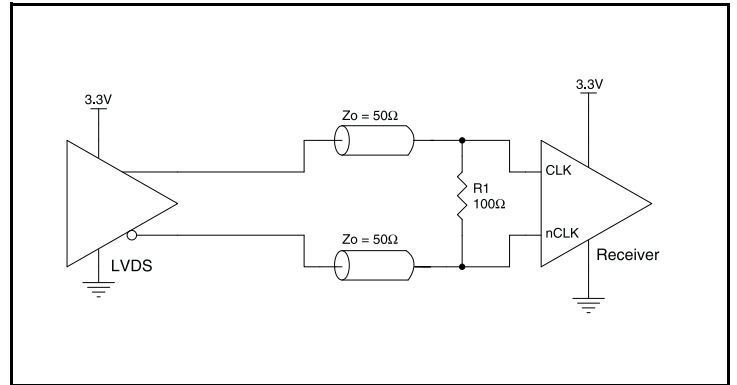 3.3V
3.3V
Zo = 50Ω
CLK
R1
100Ω
nCLK
Zo = 50Ω
Receiver
LVDS